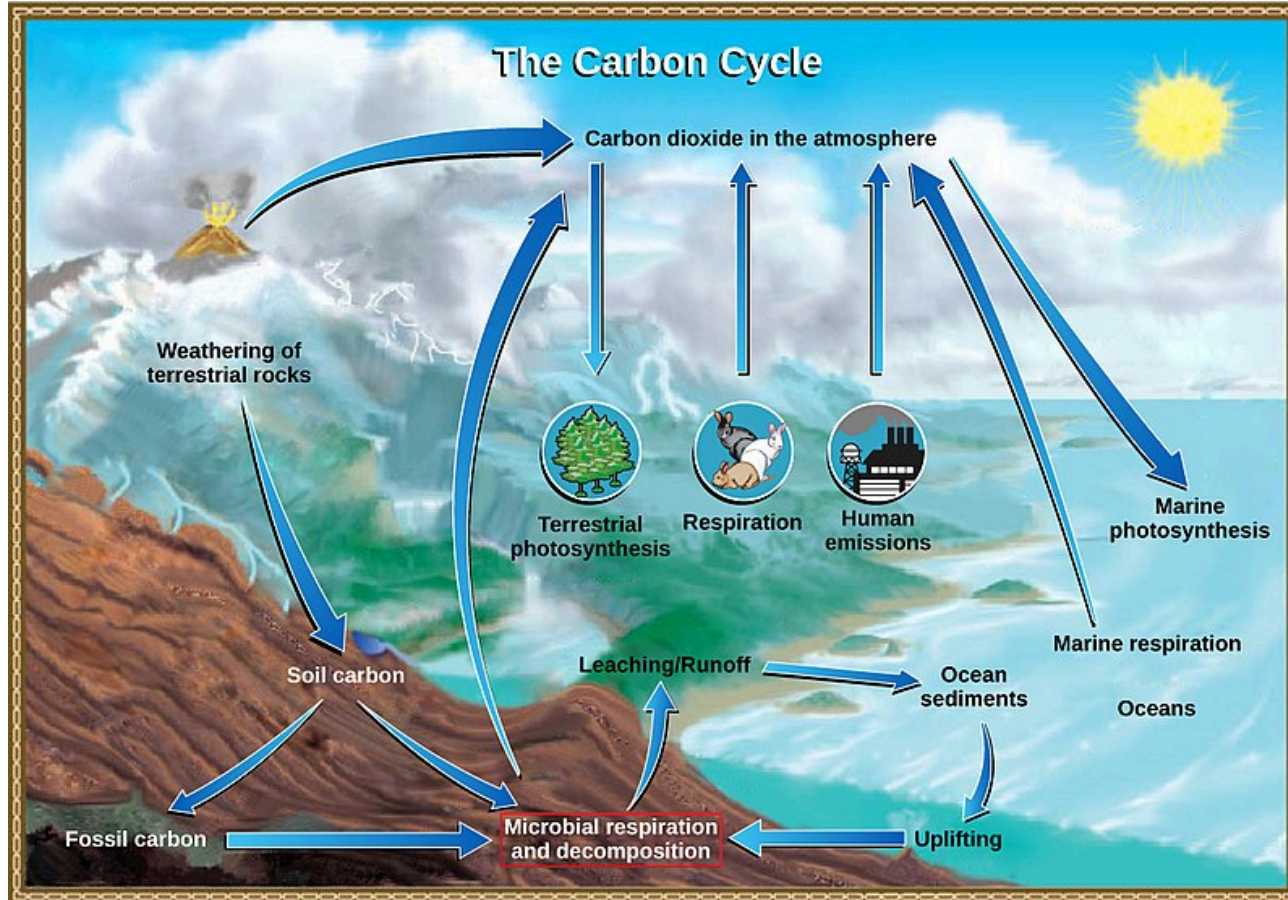 The Carbon Cycle
Carbon dioxide in the atmosphere
Weathering of
terrestrial rocks
Terrestrial
photosynthesis
Respiration
Human
emissions
Marine
photosynthesis
Marine respiration
Soil carbon
Leaching/Runoff
Ocean
sediments
Oceans
Fossil carbon
Microbial respiration
and decomposition
Uplifting